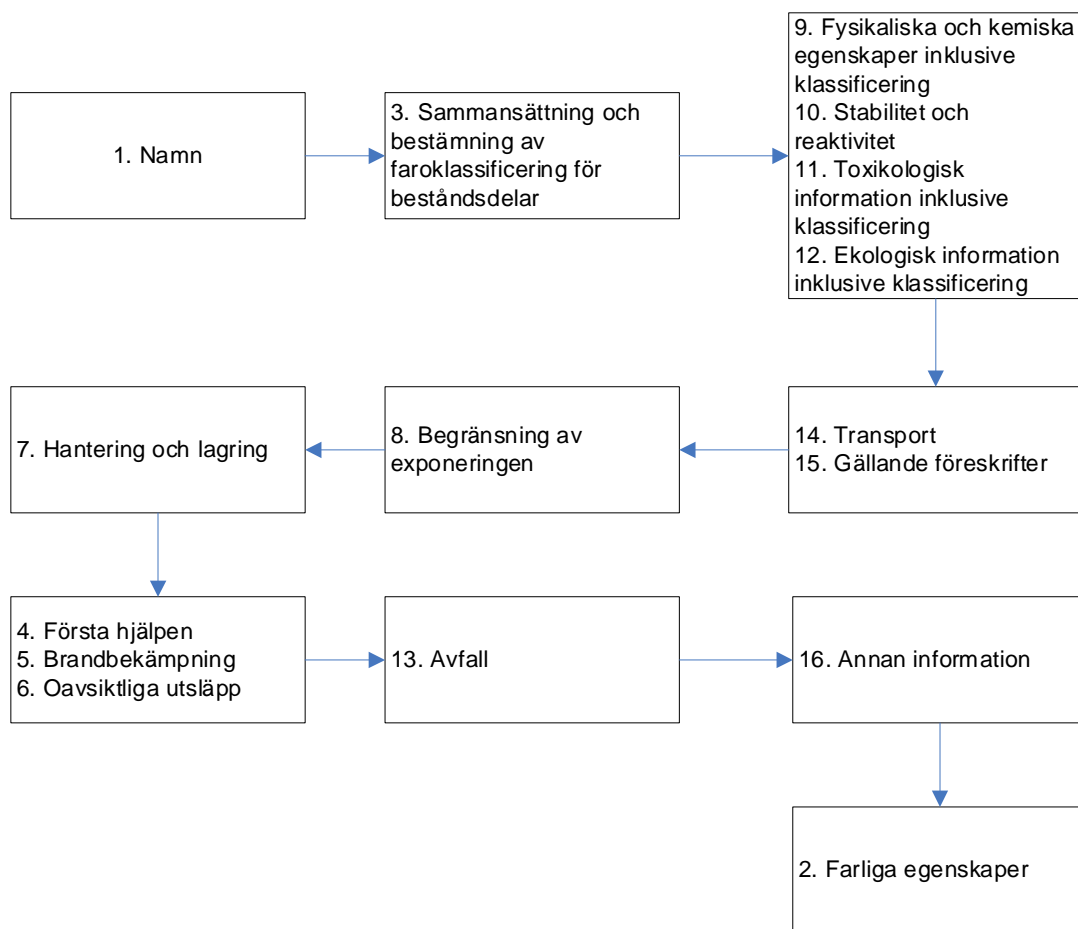 1. Namn
3. Sammansättning och
bestämning av
faroklassificering för
beståndsdelar
9. Fysikaliska och kemiska
egenskaper inklusive
klassificering
10. Stabilitet och
reaktivitet
11. Toxikologisk
information inklusive
klassificering
12. Ekologisk information
inklusive klassificering
7. Hantering och lagring
8. Begränsning av
exponeringen
14. Transport
15. Gällande föreskrifter
4. Första hjälpen
5. Brandbekämpning
6. Oavsiktliga utsläpp
13. Avfall
16. Annan information
2. Farliga egenskaper